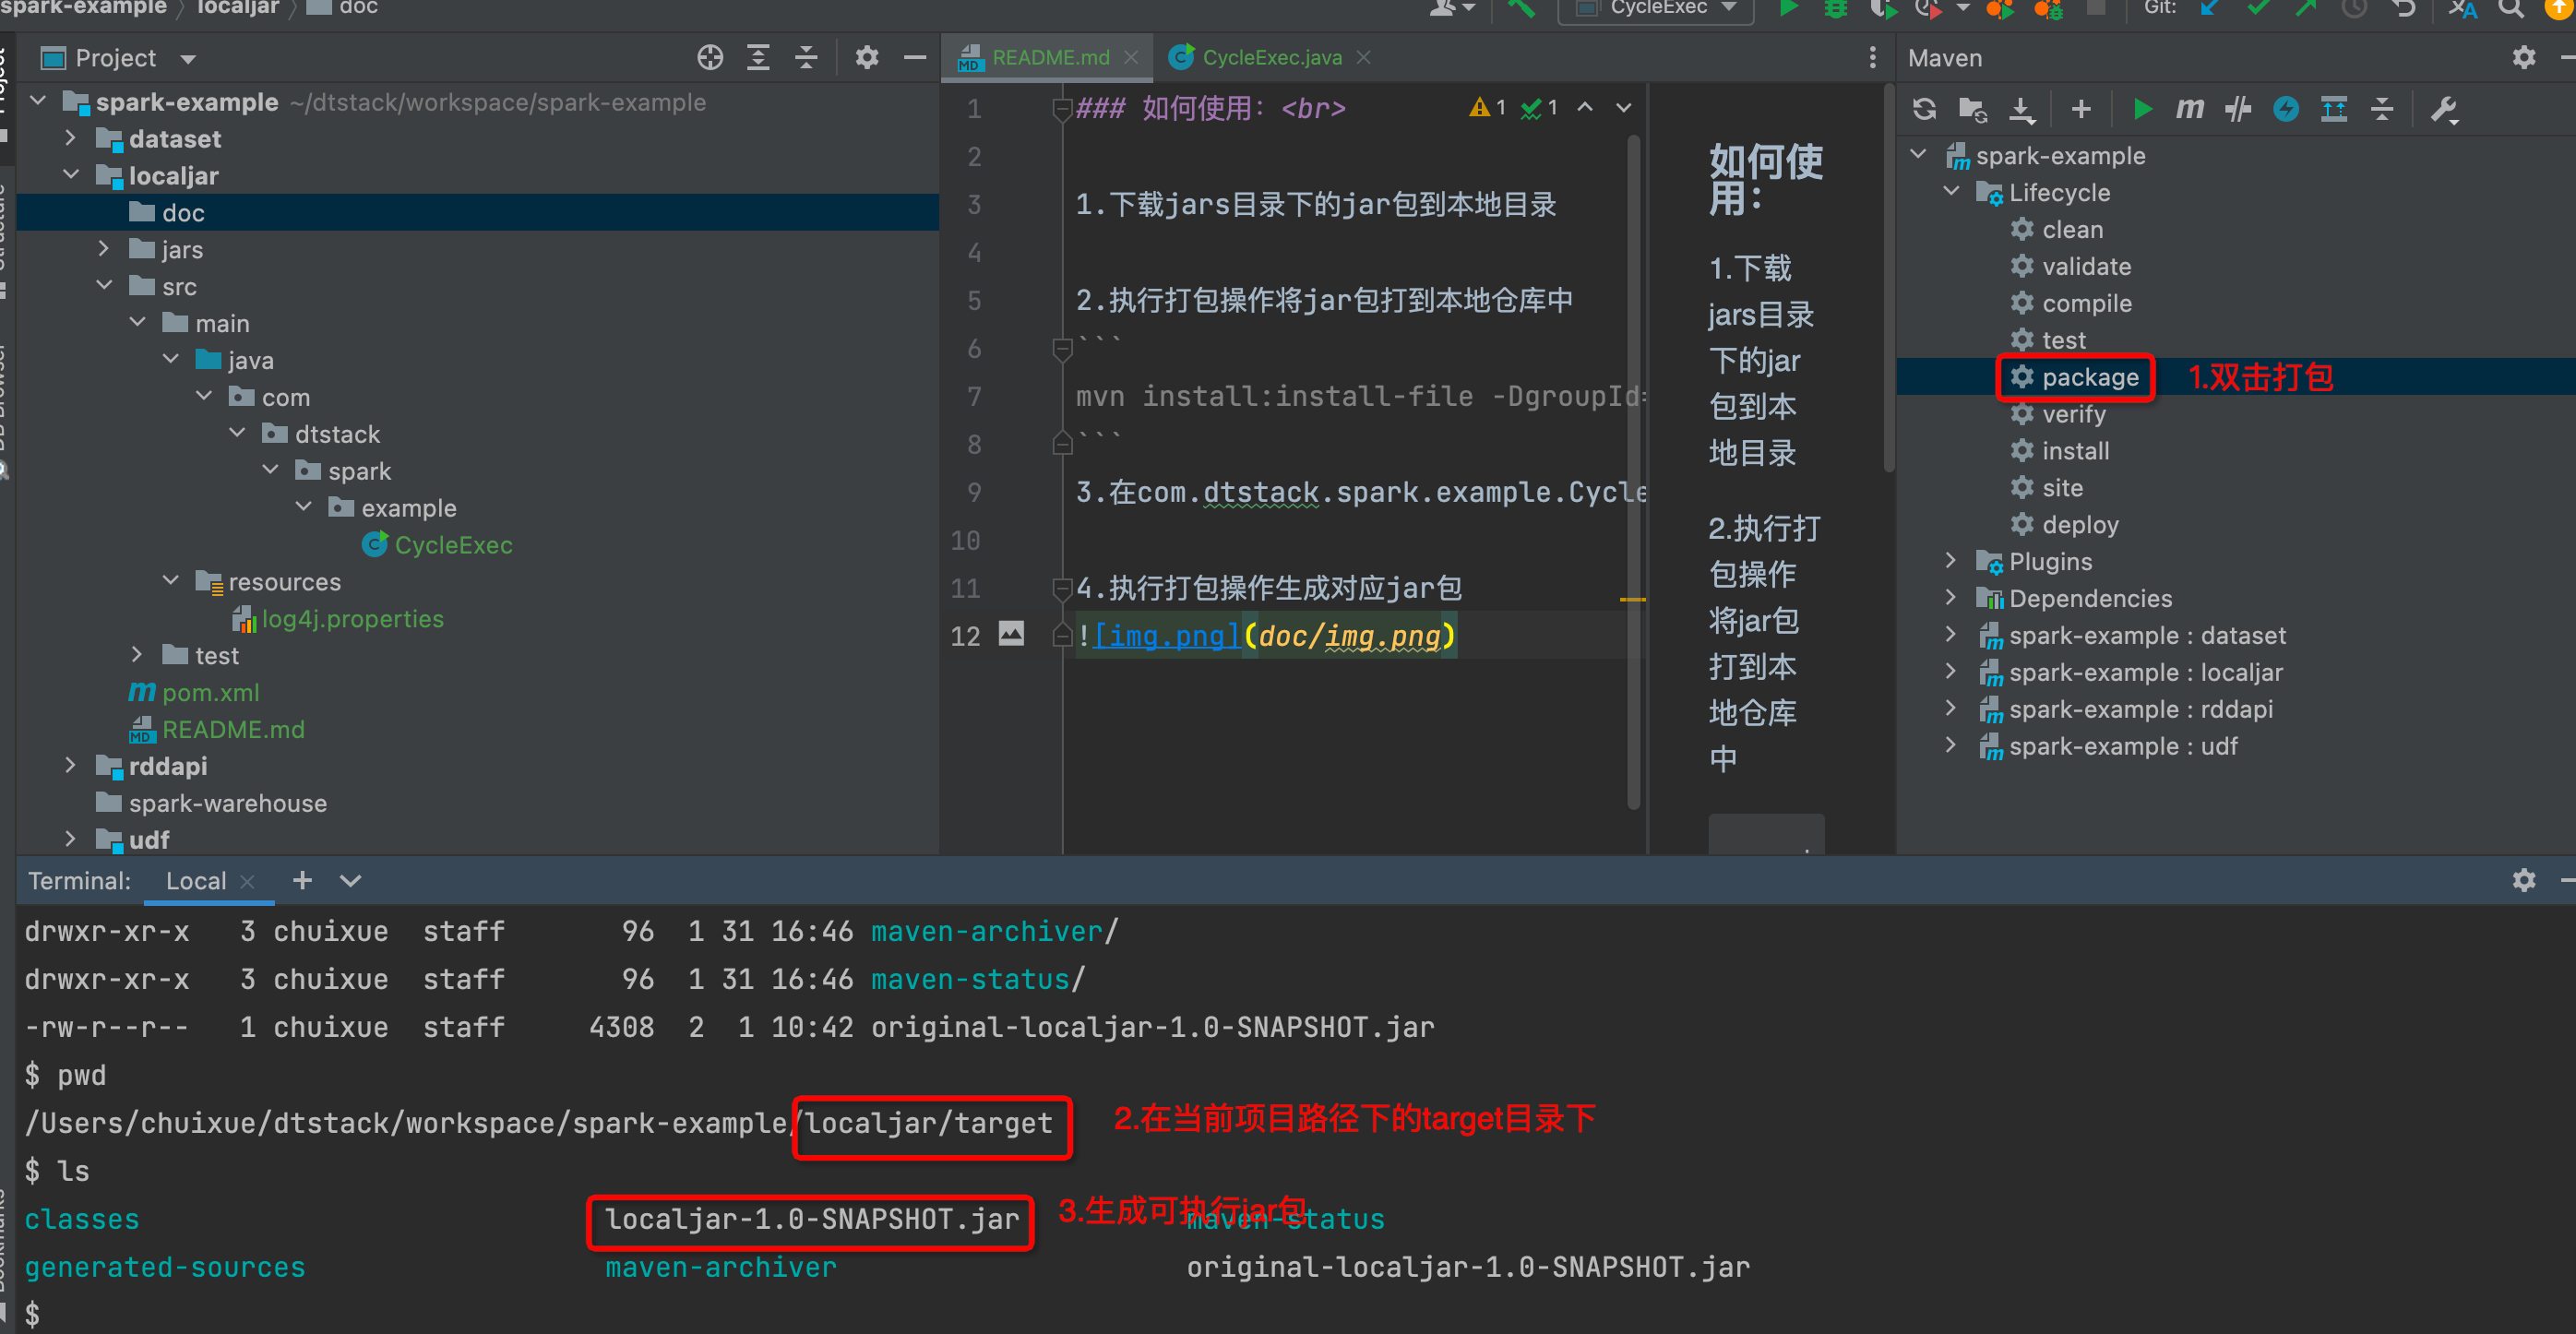 spark-example 〉 localjar 〉 doc
CycleExec
Git:
Project
README.md
CycleExec.java
Maven
spark-example ~/dtstack/workspace/spark-example
dataset
localjar
doc
jars
src
main
java
com
dtstack
spark
example
CycleExec
resources
log4j.properties
test
pom.xml
README.md
rddapi
spark-warehouse
udf
1 ### 如何使用：<br>
1 1
2
3 1.下载jars目录下的jar包到本地目录
4
5 2.执行打包操作将jar包打到本地仓库中
6 ```
7 mvn install:install-file -DgroupId=
8 ```
9 3.在com.dtstack.spark.example.Cycle
10
11 4.执行打包操作生成对应jar包
12 ![img.png](doc/img.png)
如何使
用：
1.下载
jars目录
下的jar
包到本
地目录
2.执行打
包操作
将jar包
打到本
地仓库
中
spark-example
Lifecycle
clean
validate
compile
test
package 1.双击打包
verify
install
site
deploy
Plugins
Dependencies
spark-example : dataset
spark-example : localjar
spark-example : rddapi
spark-example : udf
Terminal: Local
drwxr-xr-x 3 chuixue staff 96 1 31 16:46 maven-archiver/
drwxr-xr-x 3 chuixue staff 96 1 31 16:46 maven-status/
-rw-r--r-- 1 chuixue staff 4308 2 1 10:42 original-localjar-1.0-SNAPSHOT.jar
$ pwd
/Users/chuixue/dtstack/workspace/spark-example/localjar/target 2.在当前项目路径下的target目录下
$ ls
classes localjar-1.0-SNAPSHOT.jar 3.生成可执行jar包 maven-status
generated-sources maven-archiver original-localjar-1.0-SNAPSHOT.jar
$